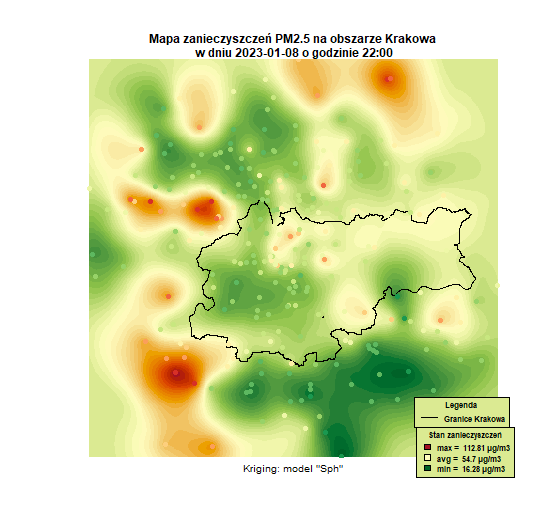 Mapa zanieczyszczeń PM2.5 na obszarze Krakowa
w dniu 2023-01-08 o godzinie 22:00
Legenda
Granice Krakowa
Stan zanieczyszczeń
max = 112.81 µg/m3
avg = 54.7 µg/m3
min = 16.28 µg/m3
Kriging: model "Sph"